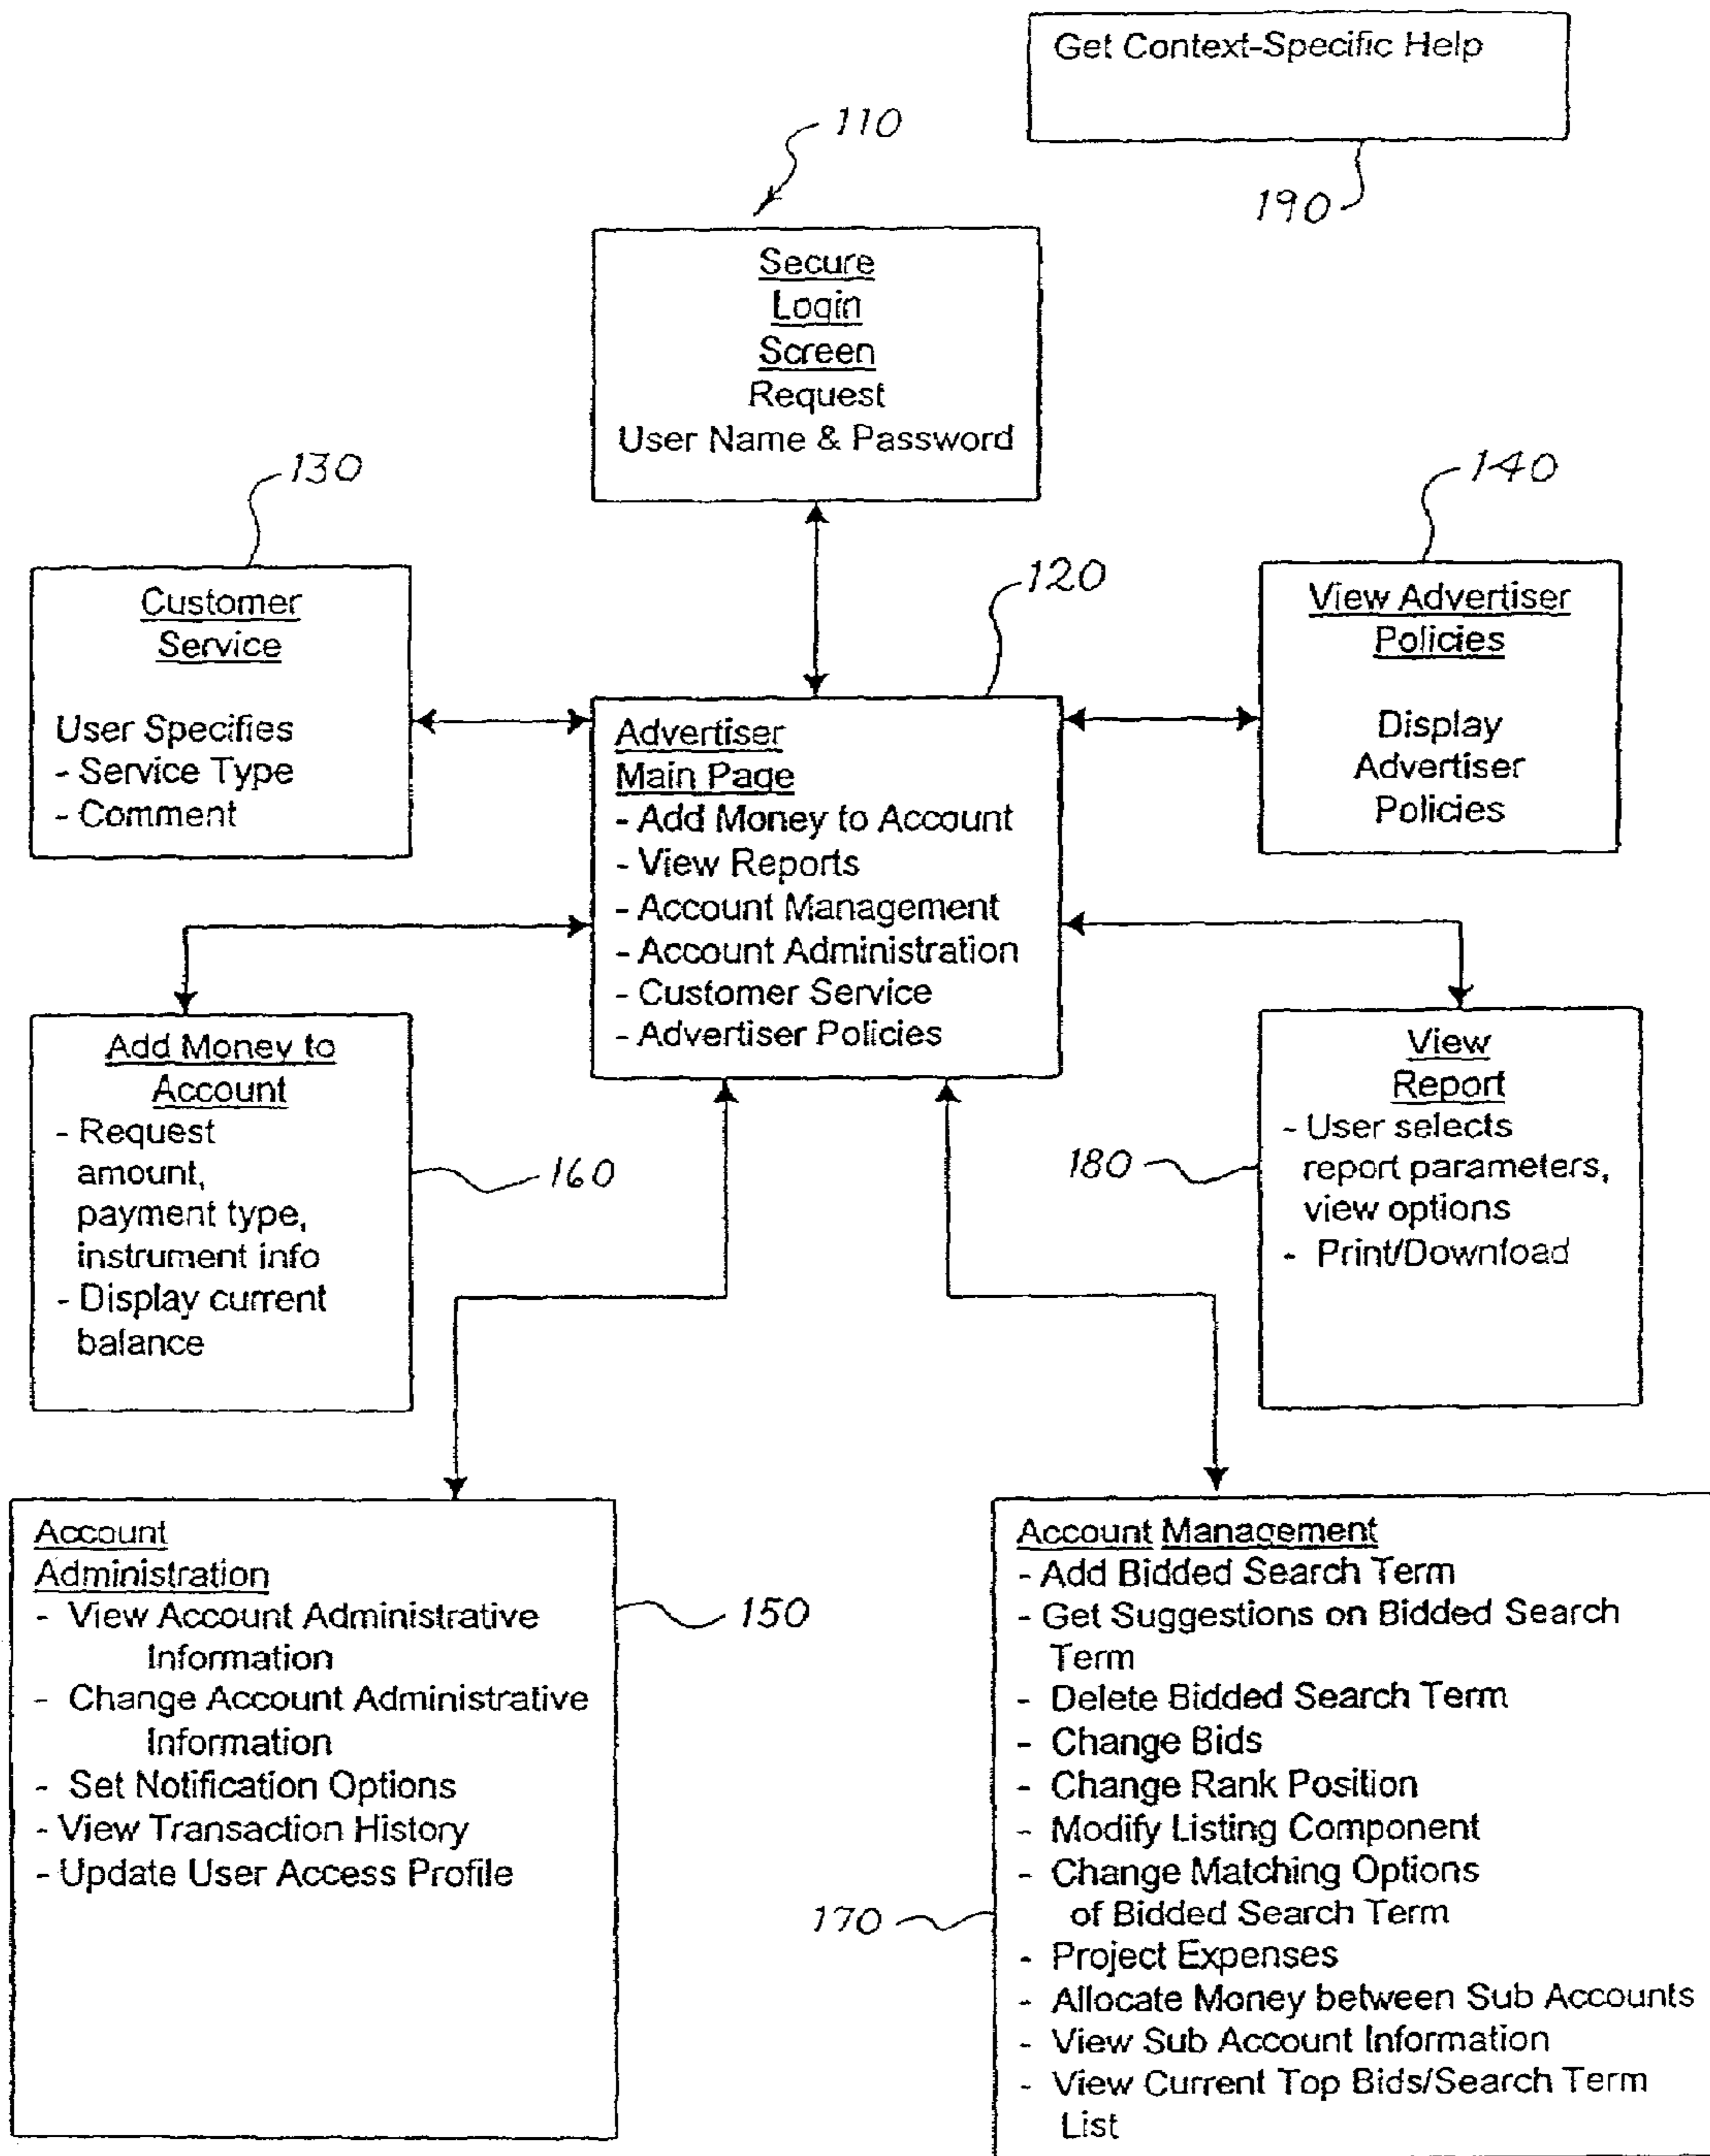 Get Context-Specific Help
190
110
Secure
Login
Screen
Request
User Name & Password
130
Customer
Service
User Specifies
- Service Type
- Comment
140
View Advertiser
Policies
Display
Advertiser
Policies
120
Advertiser
Main Page
- Add Money to Account
- View Reports
- Account Management
- Account Administration
- Customer Service
- Advertiser Policies
Add Money to
Account
- Request
amount,
payment type,
instrument info
- Display current
balance
160
View
Report
- User selects
report parameters,
view options
- Print/Download
180
Account
Administration
- View Account Administrative
Information
- Change Account Administrative
Information
- Set Notification Options
- View Transaction History
- Update User Access Profile
150
Account Management
- Add Bidded Search Term
- Get Suggestions on Bidded Search
Term
- Delete Bidded Search Term
- Change Bids
- Change Rank Position
- Modify Listing Component
- Change Matching Options
of Bidded Search Term
- Project Expenses
- Allocate Money between Sub Accounts
- View Sub Account Information
- View Current Top Bids/Search Term
List
170